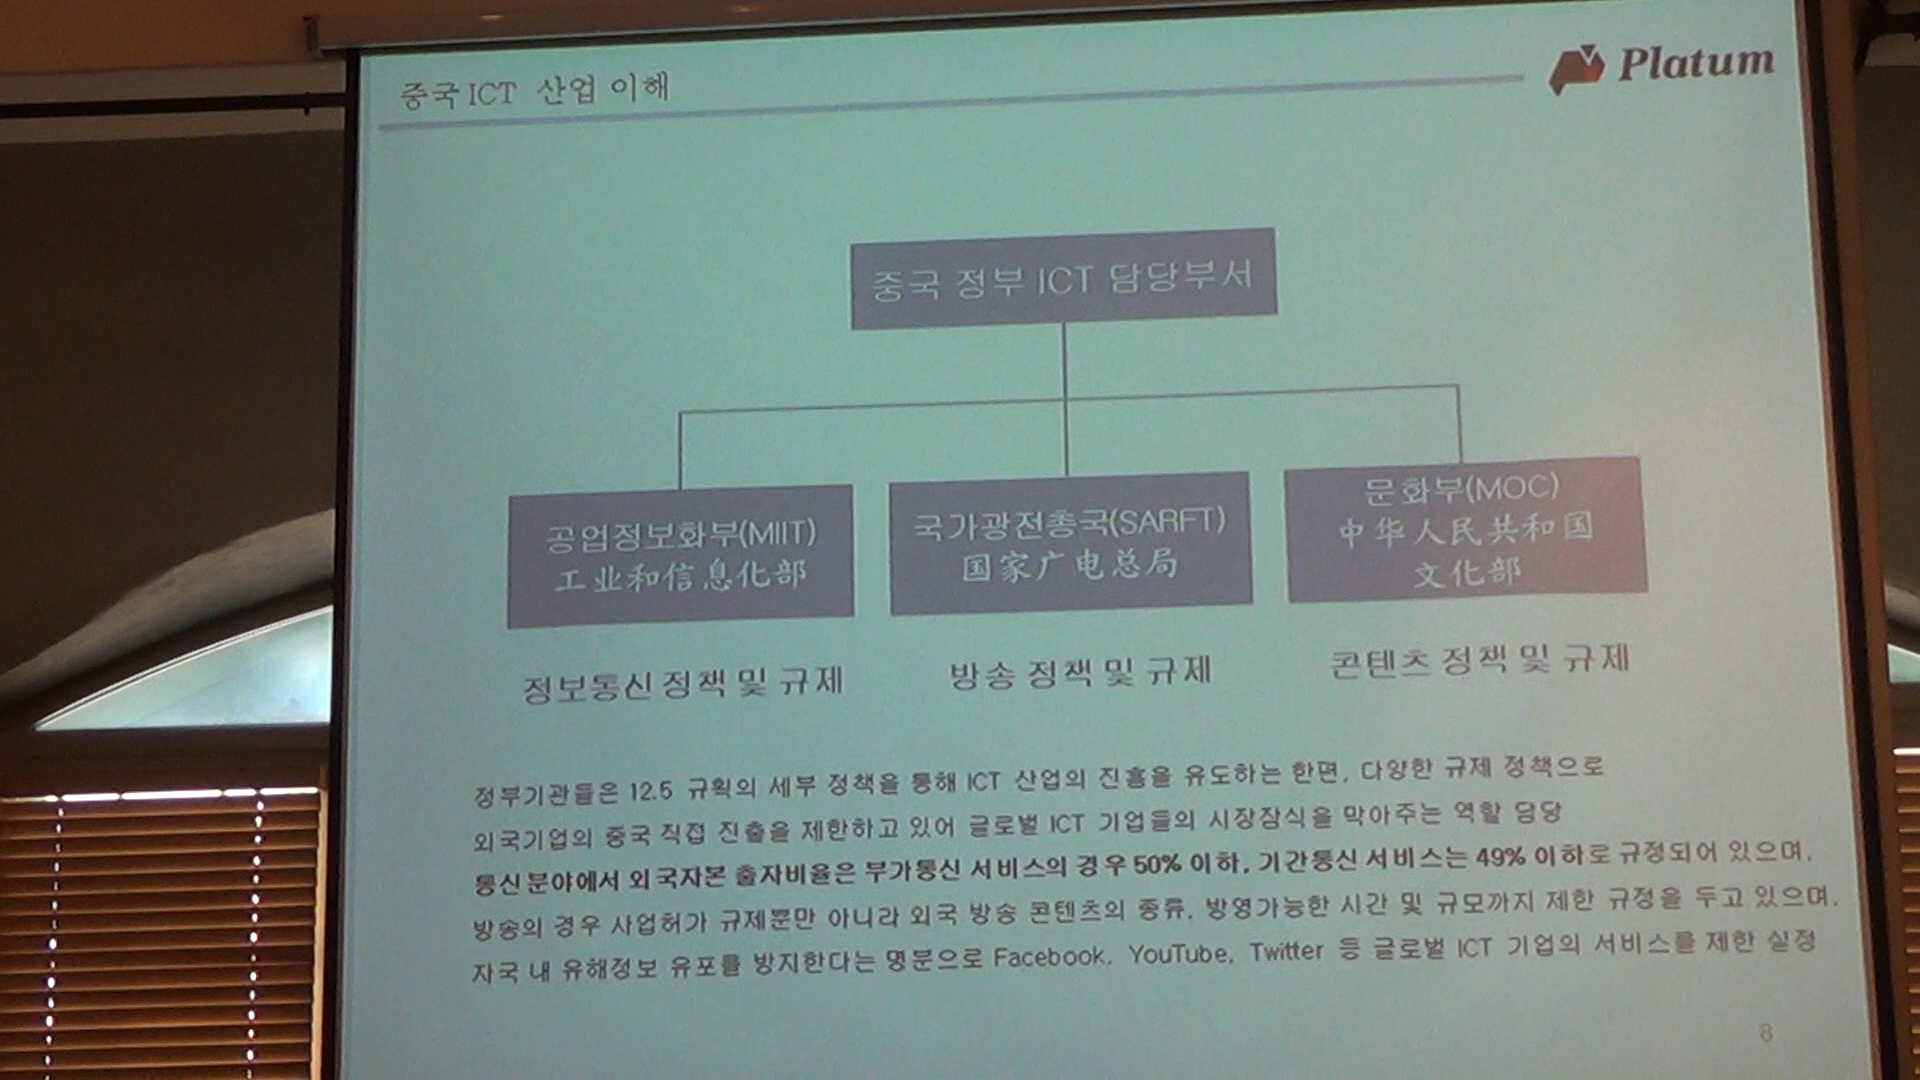 중국 ICT 산업 이해
Platum
중국 정부 ICT 담당부서
공업정보화부(MIIT)
工业和信息化部
국가광전총국(SARFT)
国家广电总局
문화부(MOC)
中华人民共和国
文化部
정보통신 정책 및 규제
방송 정책 및 규제
콘텐츠 정책 및 규제
정부기관들은 12.5 규획의 세부 정책을 통해 ICT 산업의 진흥을 유도하는 한편, 다양한 규제 정책으로
외국기업의 중국 직접 진출을 제한하고 있어 글로벌 ICT 기업들의 시장잠식을 막아주는 역할 담당
통신분야에서 외국자본 출자비율은 부가통신 서비스의 경우 50% 이하, 기간통신 서비스는 49% 이하로 규정되어 있으며,
방송의 경우 사업허가 규제뿐만 아니라 외국 방송 콘텐츠의 종류, 방영가능한 시간 및 규모까지 제한 규정을 두고 있으며,
자국 내 유해정보 유포를 방지한다는 명분으로 Facebook, YouTube, Twitter 등 글로벌 ICT 기업의 서비스를 제한 실정
8